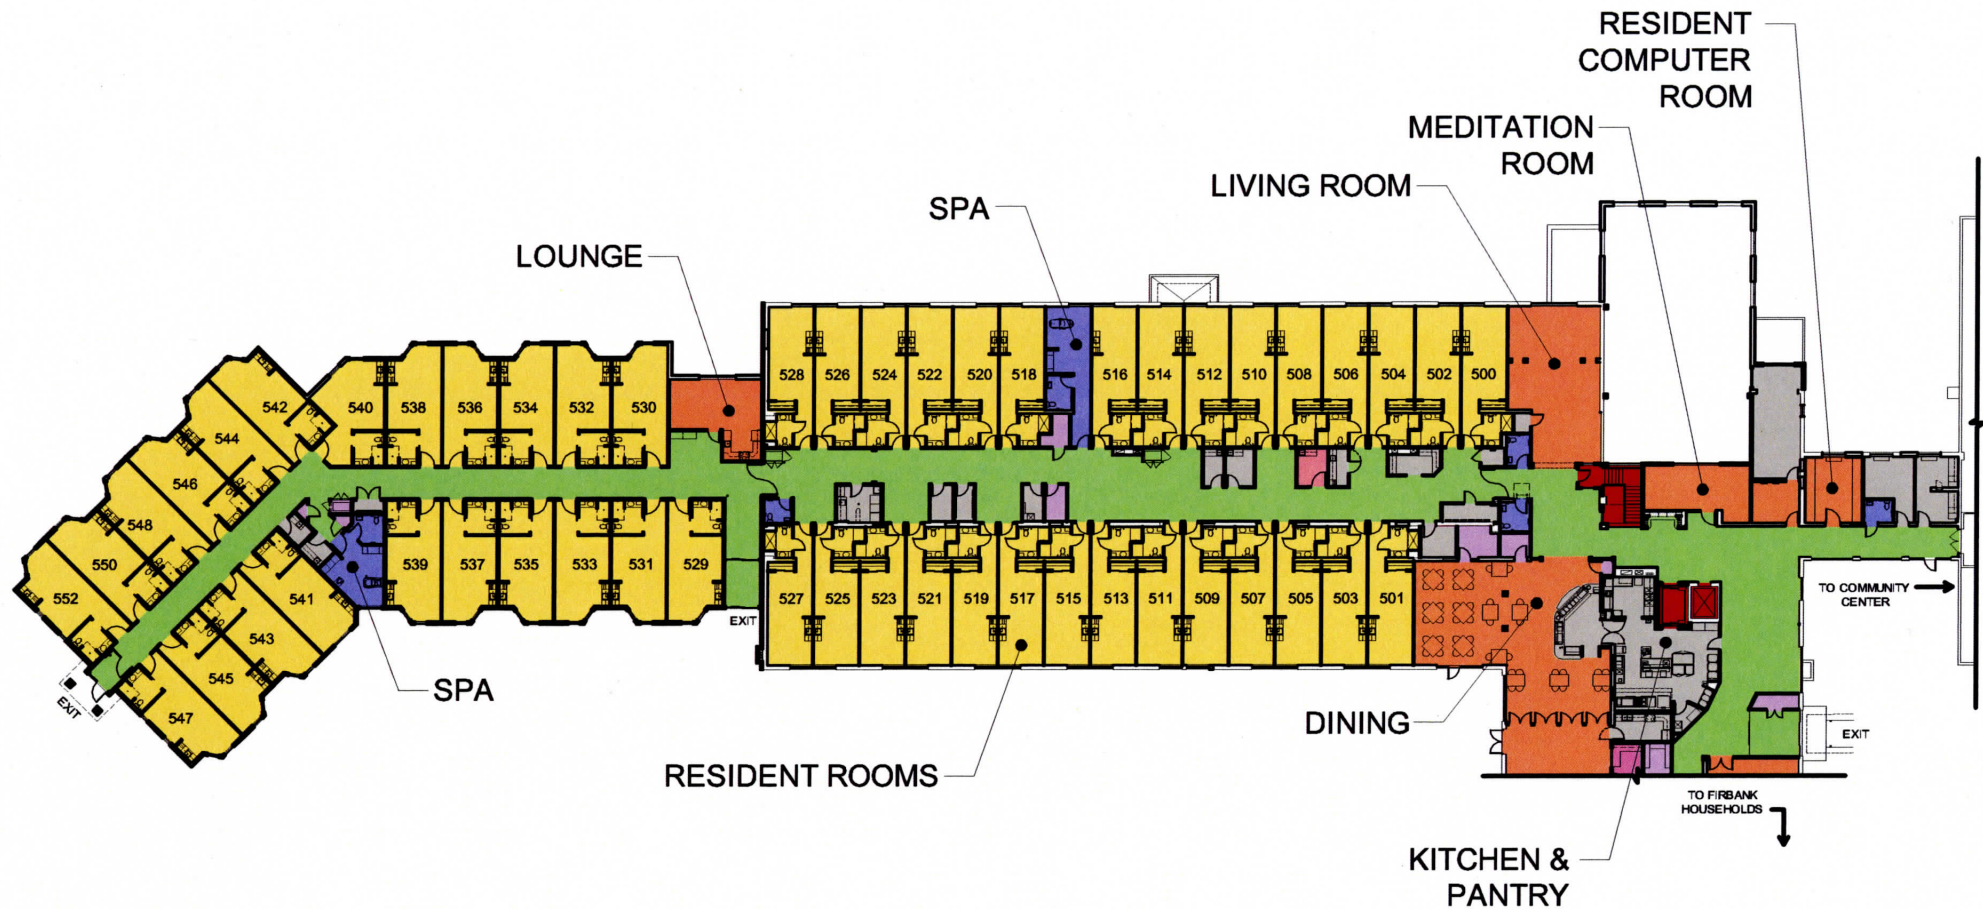 RESIDENT
COMPUTER
ROOM
MEDITATION
ROOM
LIVING ROOM
SPA
LOUNGE
528 526 524 522 520 518 516 514 512 510 508 506 504 502 500
542 540 538 536 534 532 530
544
546
548
550
552
539 537 535 533 531 529
541
543
545
547
527 525 523 521 519 517 515 513 511 509 507 505 503 501
EXIT
EXIT
SPA
TO COMMUNITY
CENTER
DINING
EXIT
RESIDENT ROOMS
TO FIRBANK
HOUSEHOLDS
KITCHEN &
PANTRY